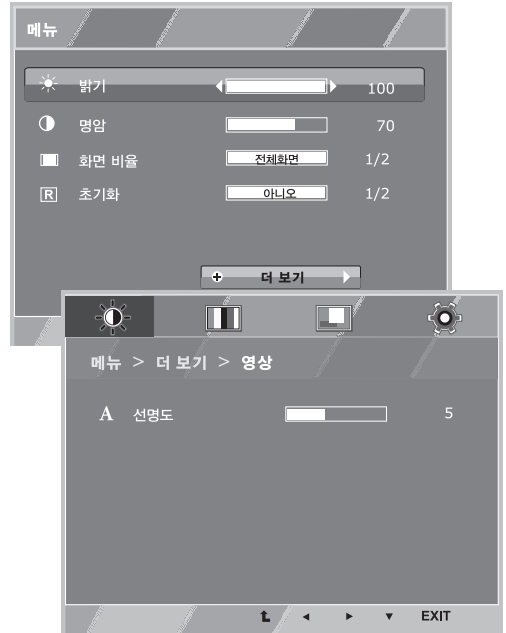 메뉴
밝기 100
명암 70
화면 비율 전체화면 1/2
R 초기화 아니오 1/2
더 보기
메뉴 > 더 보기 > 영상
A 선명도 5
EXIT